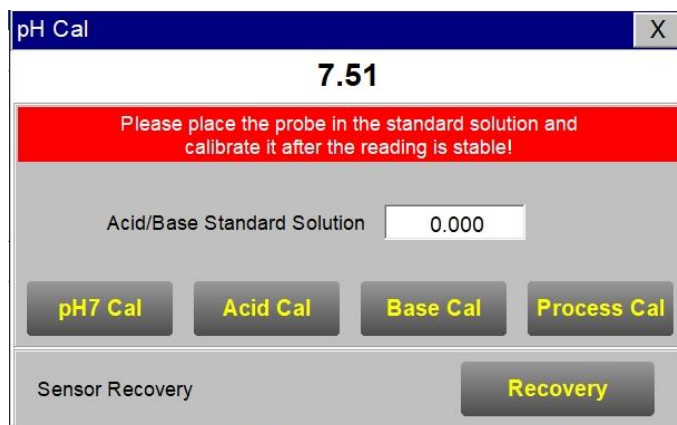 pH Cal X
7.51
Please place the probe in the standard solution and
calibrate it after the reading is stable!
Acid/Base Standard Solution 0.000
pH7 Cal Acid Cal Base Cal Process Cal
Sensor Recovery Recovery